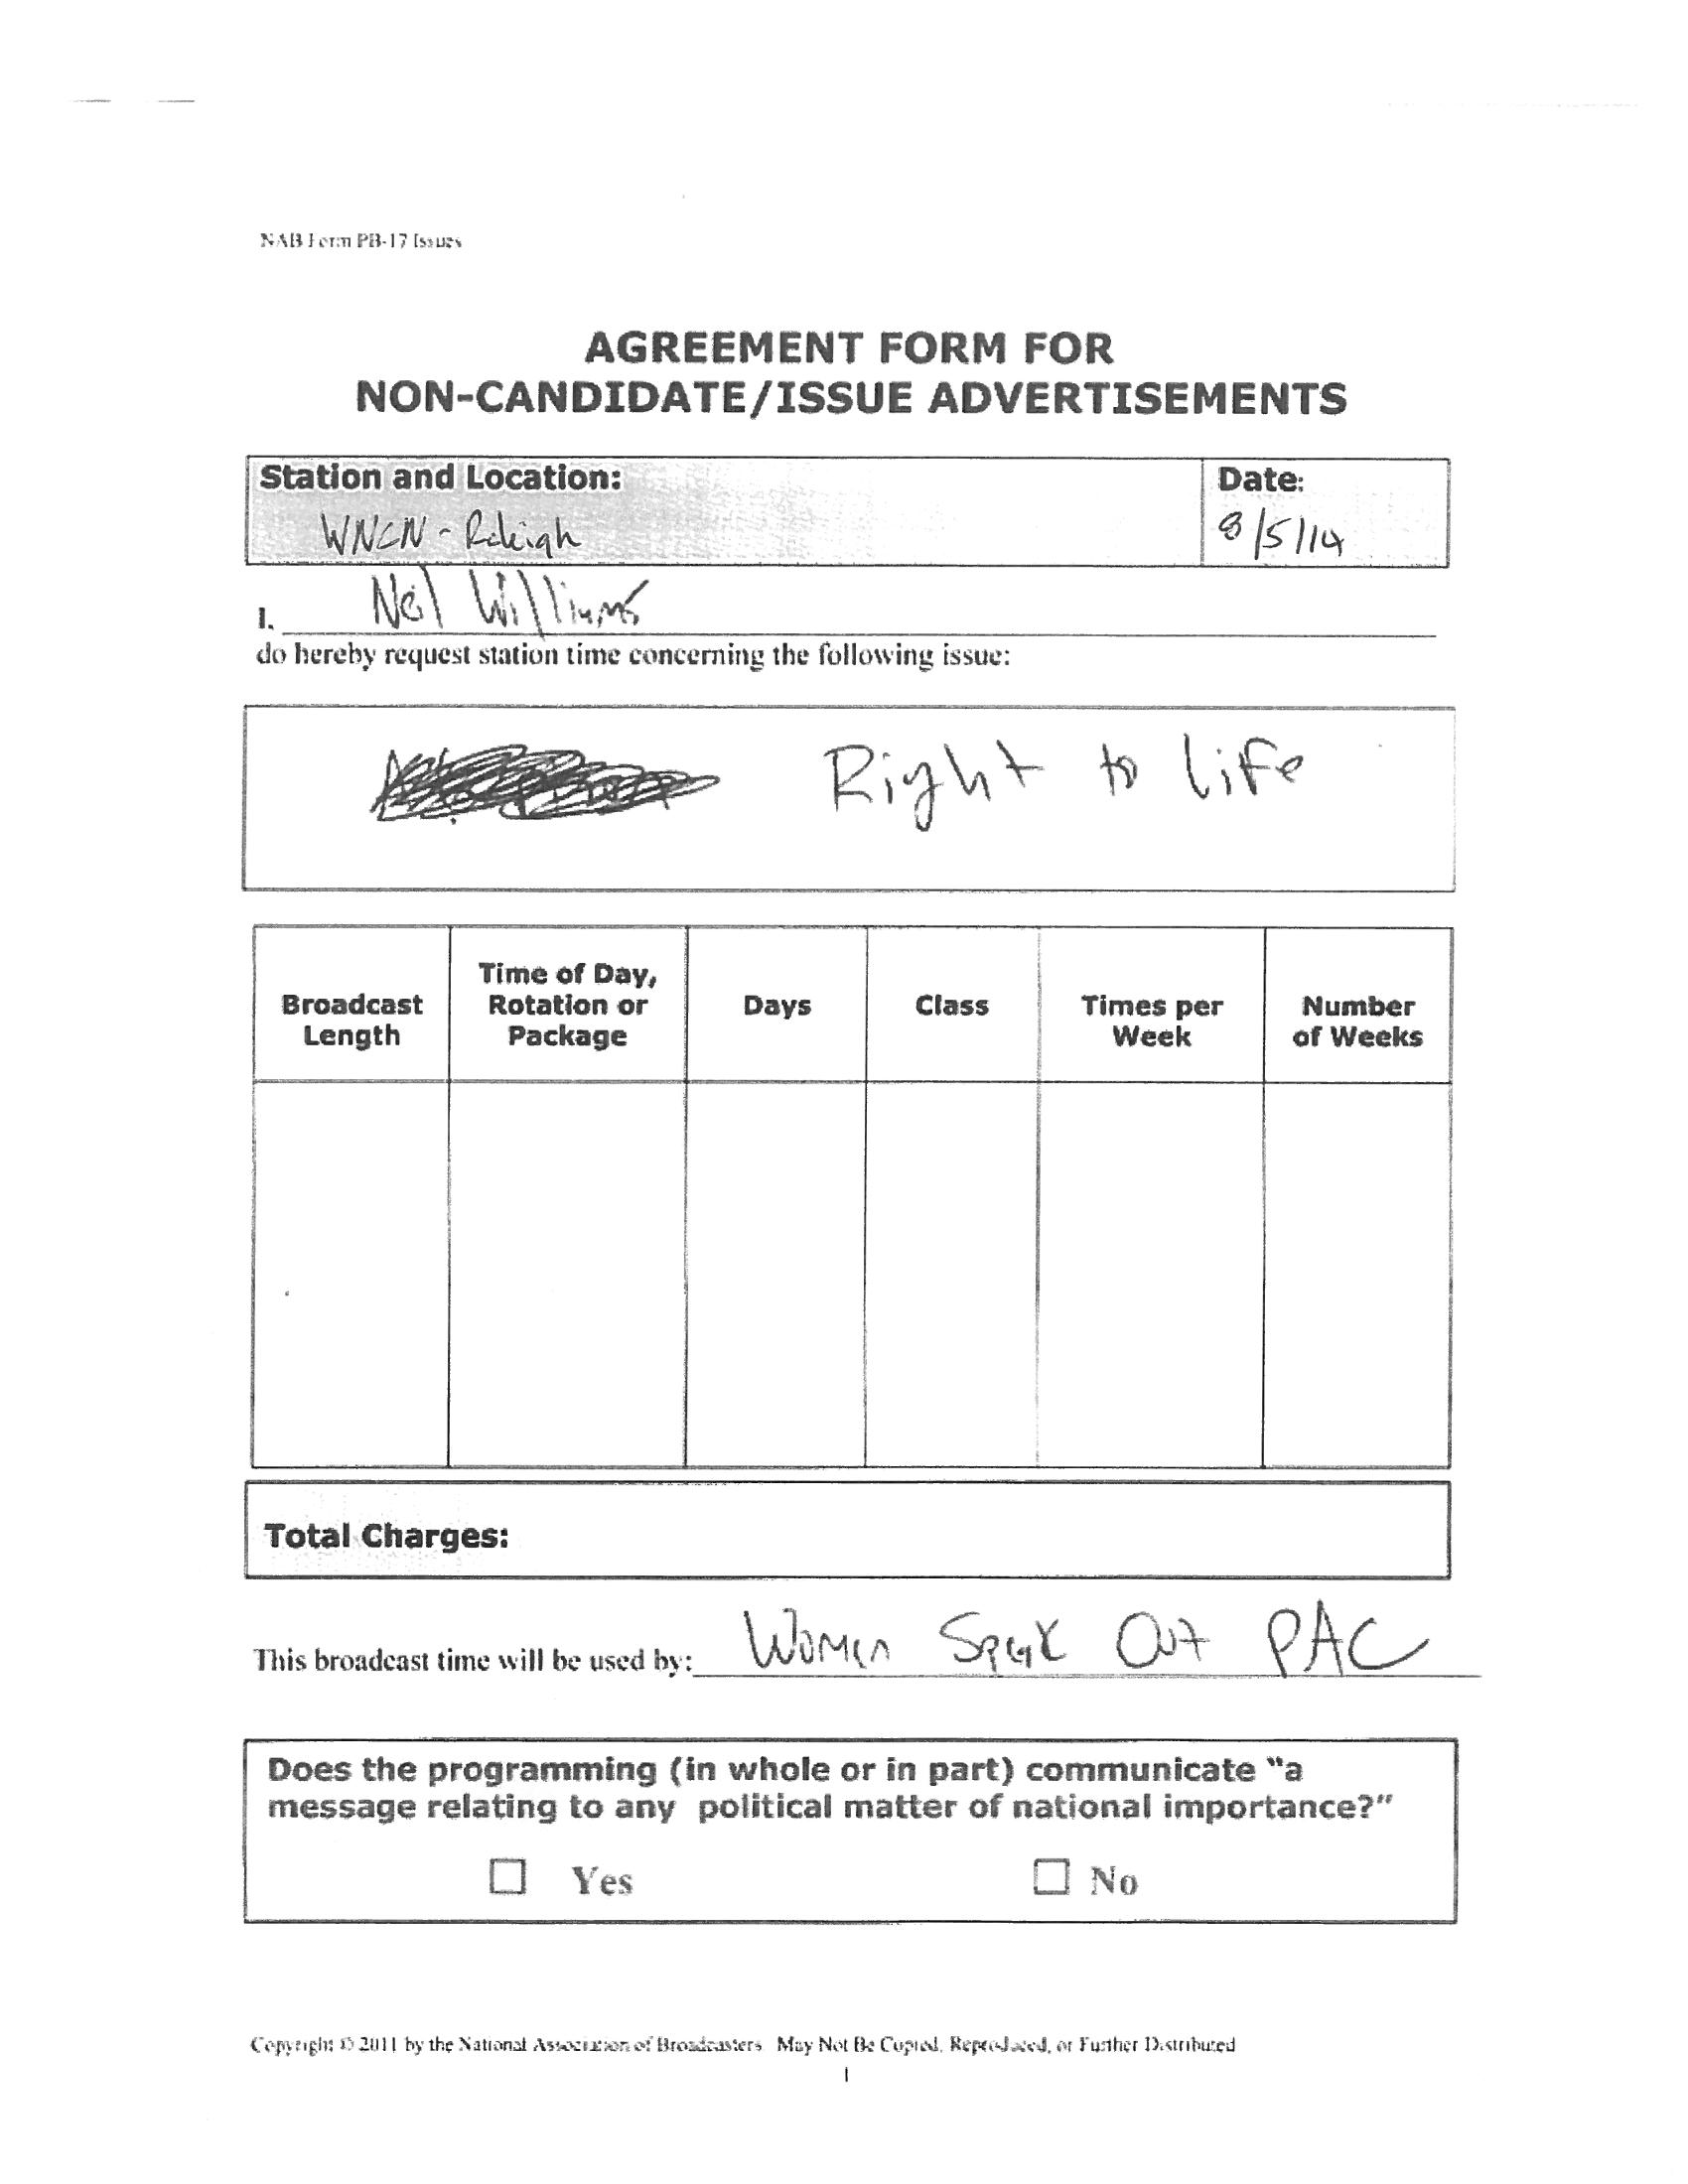 NAB Form PB-17 Issues
AGREEMENT FORM FOR
NON-CANDIDATE/ISSUE ADVERTISEMENTS
Station and Location:
Date:
WNCN - Raleigh
8/5/14
I, Neil Williams
do hereby request station time concerning the following issue:
Right to life
Broadcast Length
Time of Day, Rotation or Package
Days
Class
Times per Week
Number of Weeks
Total Charges:
This broadcast time will be used by: Women Speak Out PAC
Does the programming (in whole or in part) communicate "a
message relating to any political matter of national importance?"
☐ Yes ☐ No
Copyright © 2011 by the National Association of Broadcasters May Not Be Copied, Reproduced, or Further Distributed
1